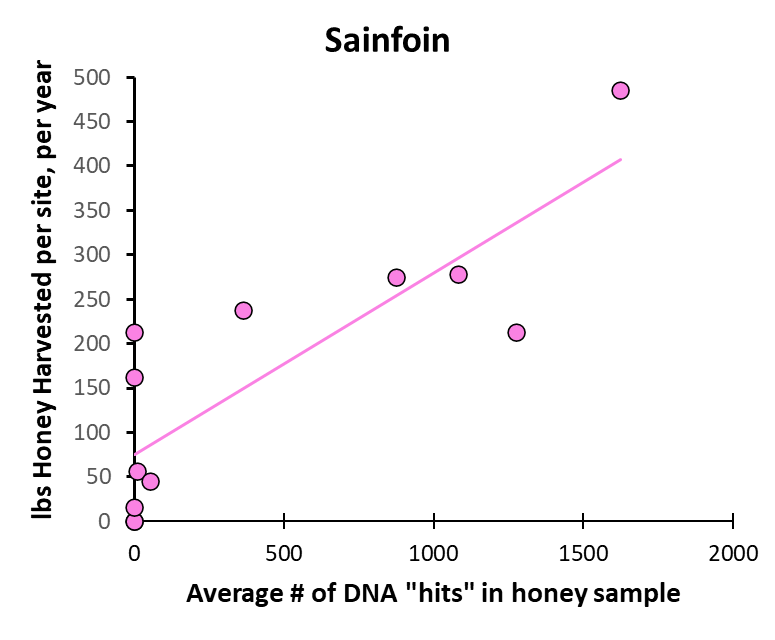 Sainfoin
lbs Honey Harvested per site, per year
500
450
400
350
300
250
200
150
100
50
0
0 500 1000 1500 2000
Average # of DNA "hits" in honey sample